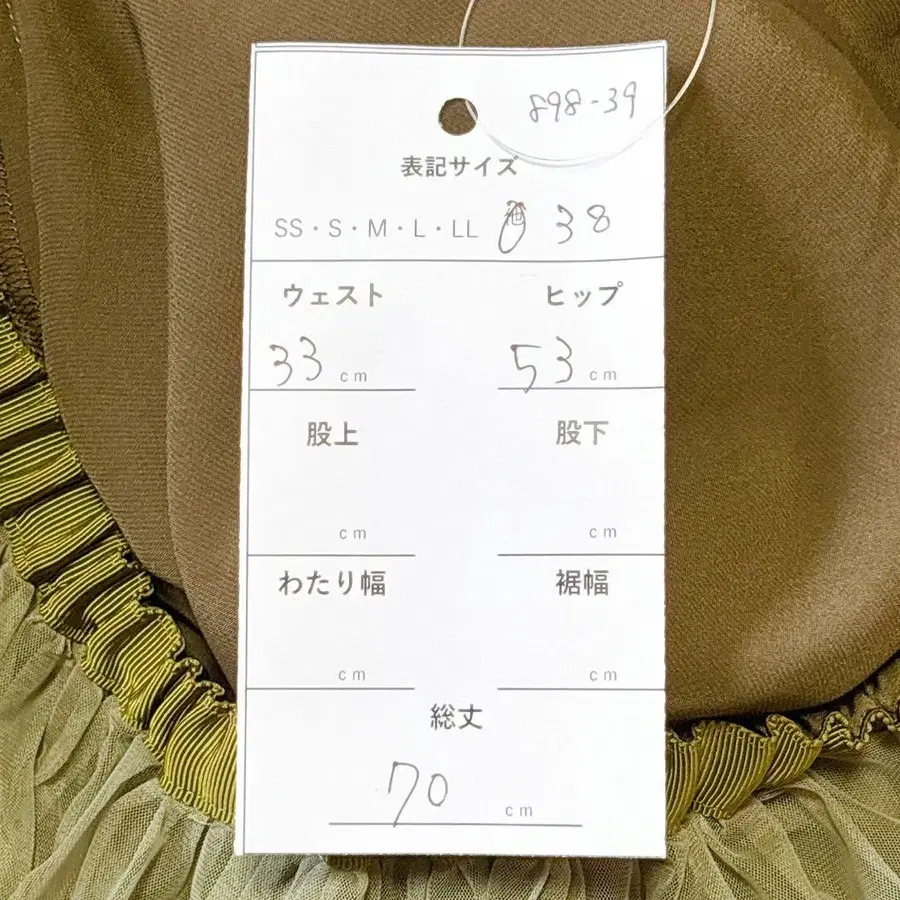 898-39
表記サイズ
SS・S・M・L・LL 他 38
ウェスト ヒップ
33 cm 53 cm
股上 股下
cm cm
わたり幅 裾幅
cm cm
総丈
70 cm